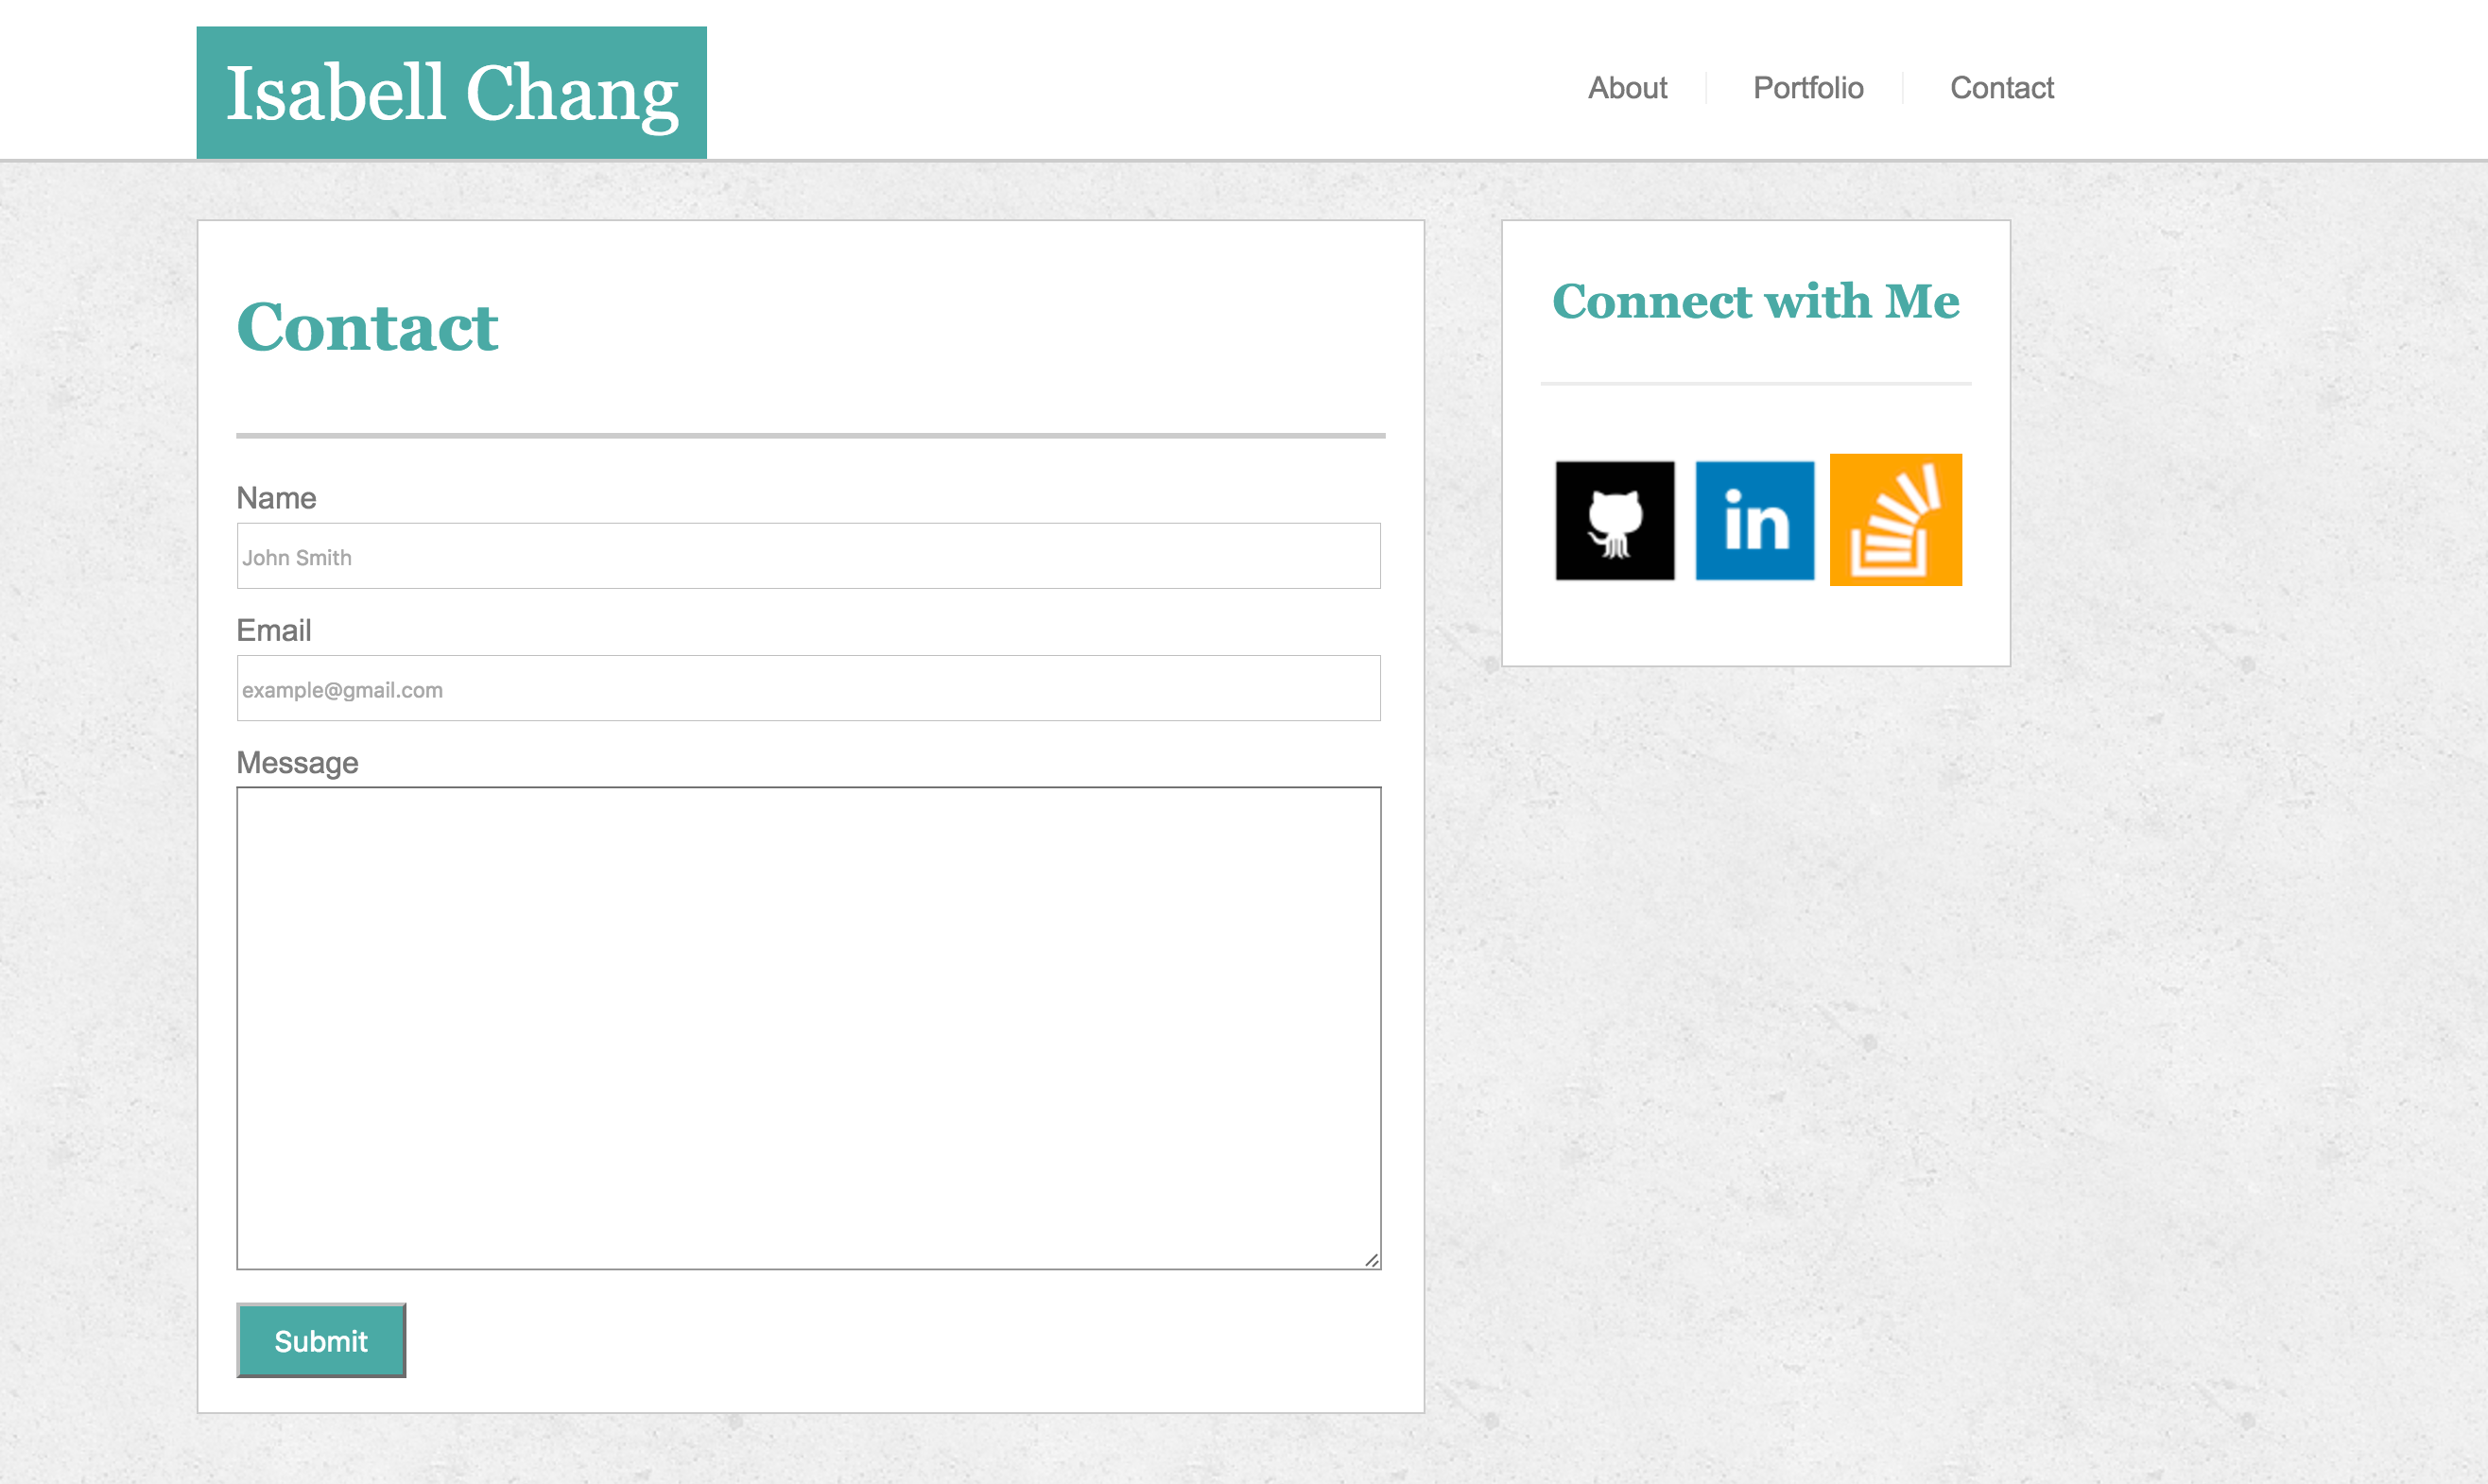 Isabell Chang
About
Portfolio
Contact
Contact
Name
John Smith
Email
example@gmail.com
Message
Submit
Connect with Me
in